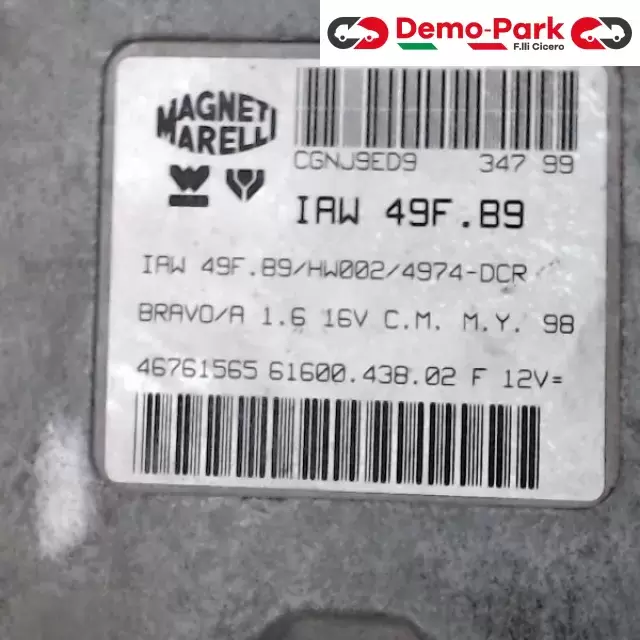 Demo-Park
F.lli Cicero
MAGNETI
MARELLI
CGNJ9ED9 347 99
IAW 49F.B9
IAW 49F.B9/HW002/4974-DCR
BRAVO/A 1.6 16V C.M. M.Y. 98
46761565 61600.438.02 F 12V=